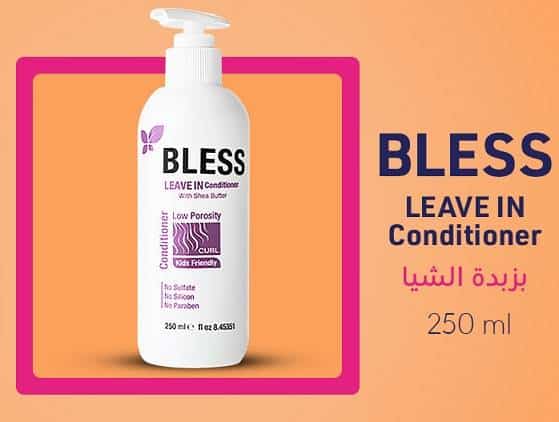 BLESS
LEAVE IN Conditioner
With Shea Butter
Conditioner
Low Porosity
CURL
Kids Friendly
No Sulfate
No Silicon
No Paraben
250 ml e fl oz 8.45351
BLESS
LEAVE IN
Conditioner
بزبدة الشيا
250 ml